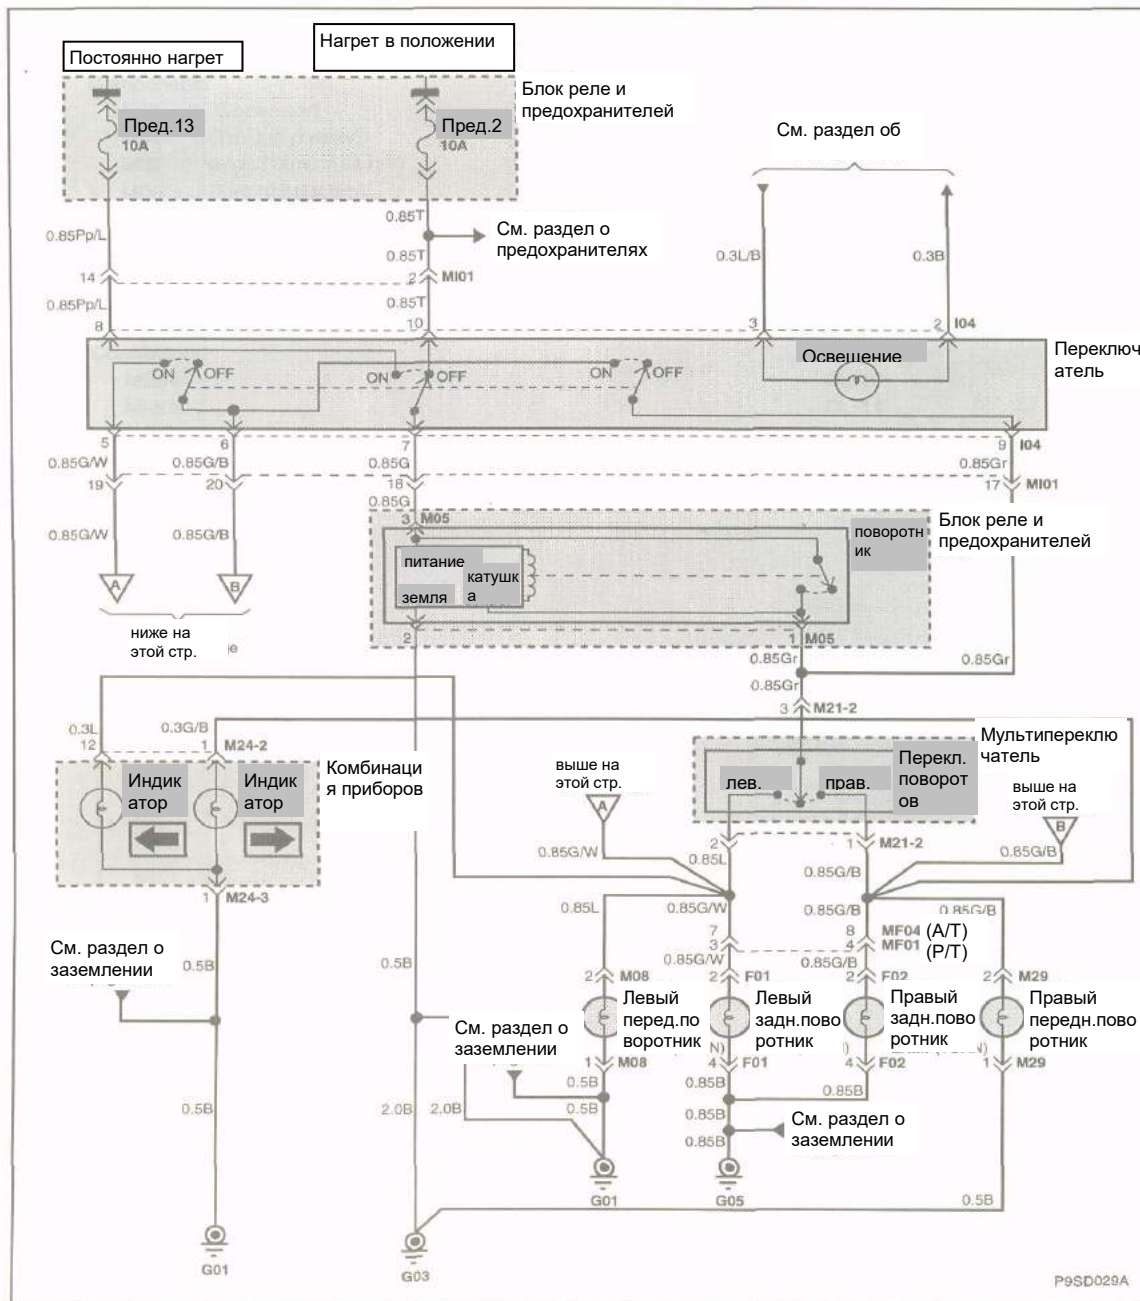 Постоянно нагрет
Нагрет в положении
Блок реле и
предохранителей
Пред.13
10A
Пред.2
10A
См. раздел об
0.85T
0.85Pp/L
См. раздел о
предохранителях
0.85T
0.3L/B
0.3B
14
2 MI01
0.85Pp/L
0.85T
8
10
3
2 I04
Освещение
Переключ
атель
ON
OFF
ON
OFF
ON
OFF
5
6
7
9 I04
0.85G/W
0.85G/B
0.85G
0.85Gr
19
20
18
17 MI01
0.85G
3 M05
Блок реле и
предохранителей
0.85G/W
0.85G/B
поворотн
ик
питание
катушк
а
земля
A
B
ниже на
этой стр.
2
1 M05
0.85Gr
0.85Gr
0.85Gr
3 M21-2
0.3L
0.3G/B
12
1 M24-2
Мультипереклю
чатель
Комбинаци
я приборов
Индик
атор
Индик
атор
выше на
этой стр.
Перекл.
поворот
ов
лев.
прав.
выше на
этой стр.
A
B
2
1 M21-2
0.85G/W
0.85L
0.85G/B
0.85G/B
1 M24-3
0.85L
0.85G/W
0.85G/B
0.85G/B
7
8 MF04 (A/T)
3
4 MF01 (P/T)
См. раздел о
заземлении
0.5B
0.5B
0.85G/W
0.85G/B
2 M08
2 F01
2 F02
2 M29
Левый
перед.по
воротник
Левый
задн.пово
ротник
Правый
задн.пово
ротник
Правый
передн.пово
ротник
См. раздел о
заземлении
1 M08
4 F01
4 F02
1 M29
0.5B
0.85B
0.85B
0.5B
2.0B
2.0B
0.5B
0.85B
См. раздел о
заземлении
0.85B
G01
G05
0.5B
G01
G03
P9SD029A